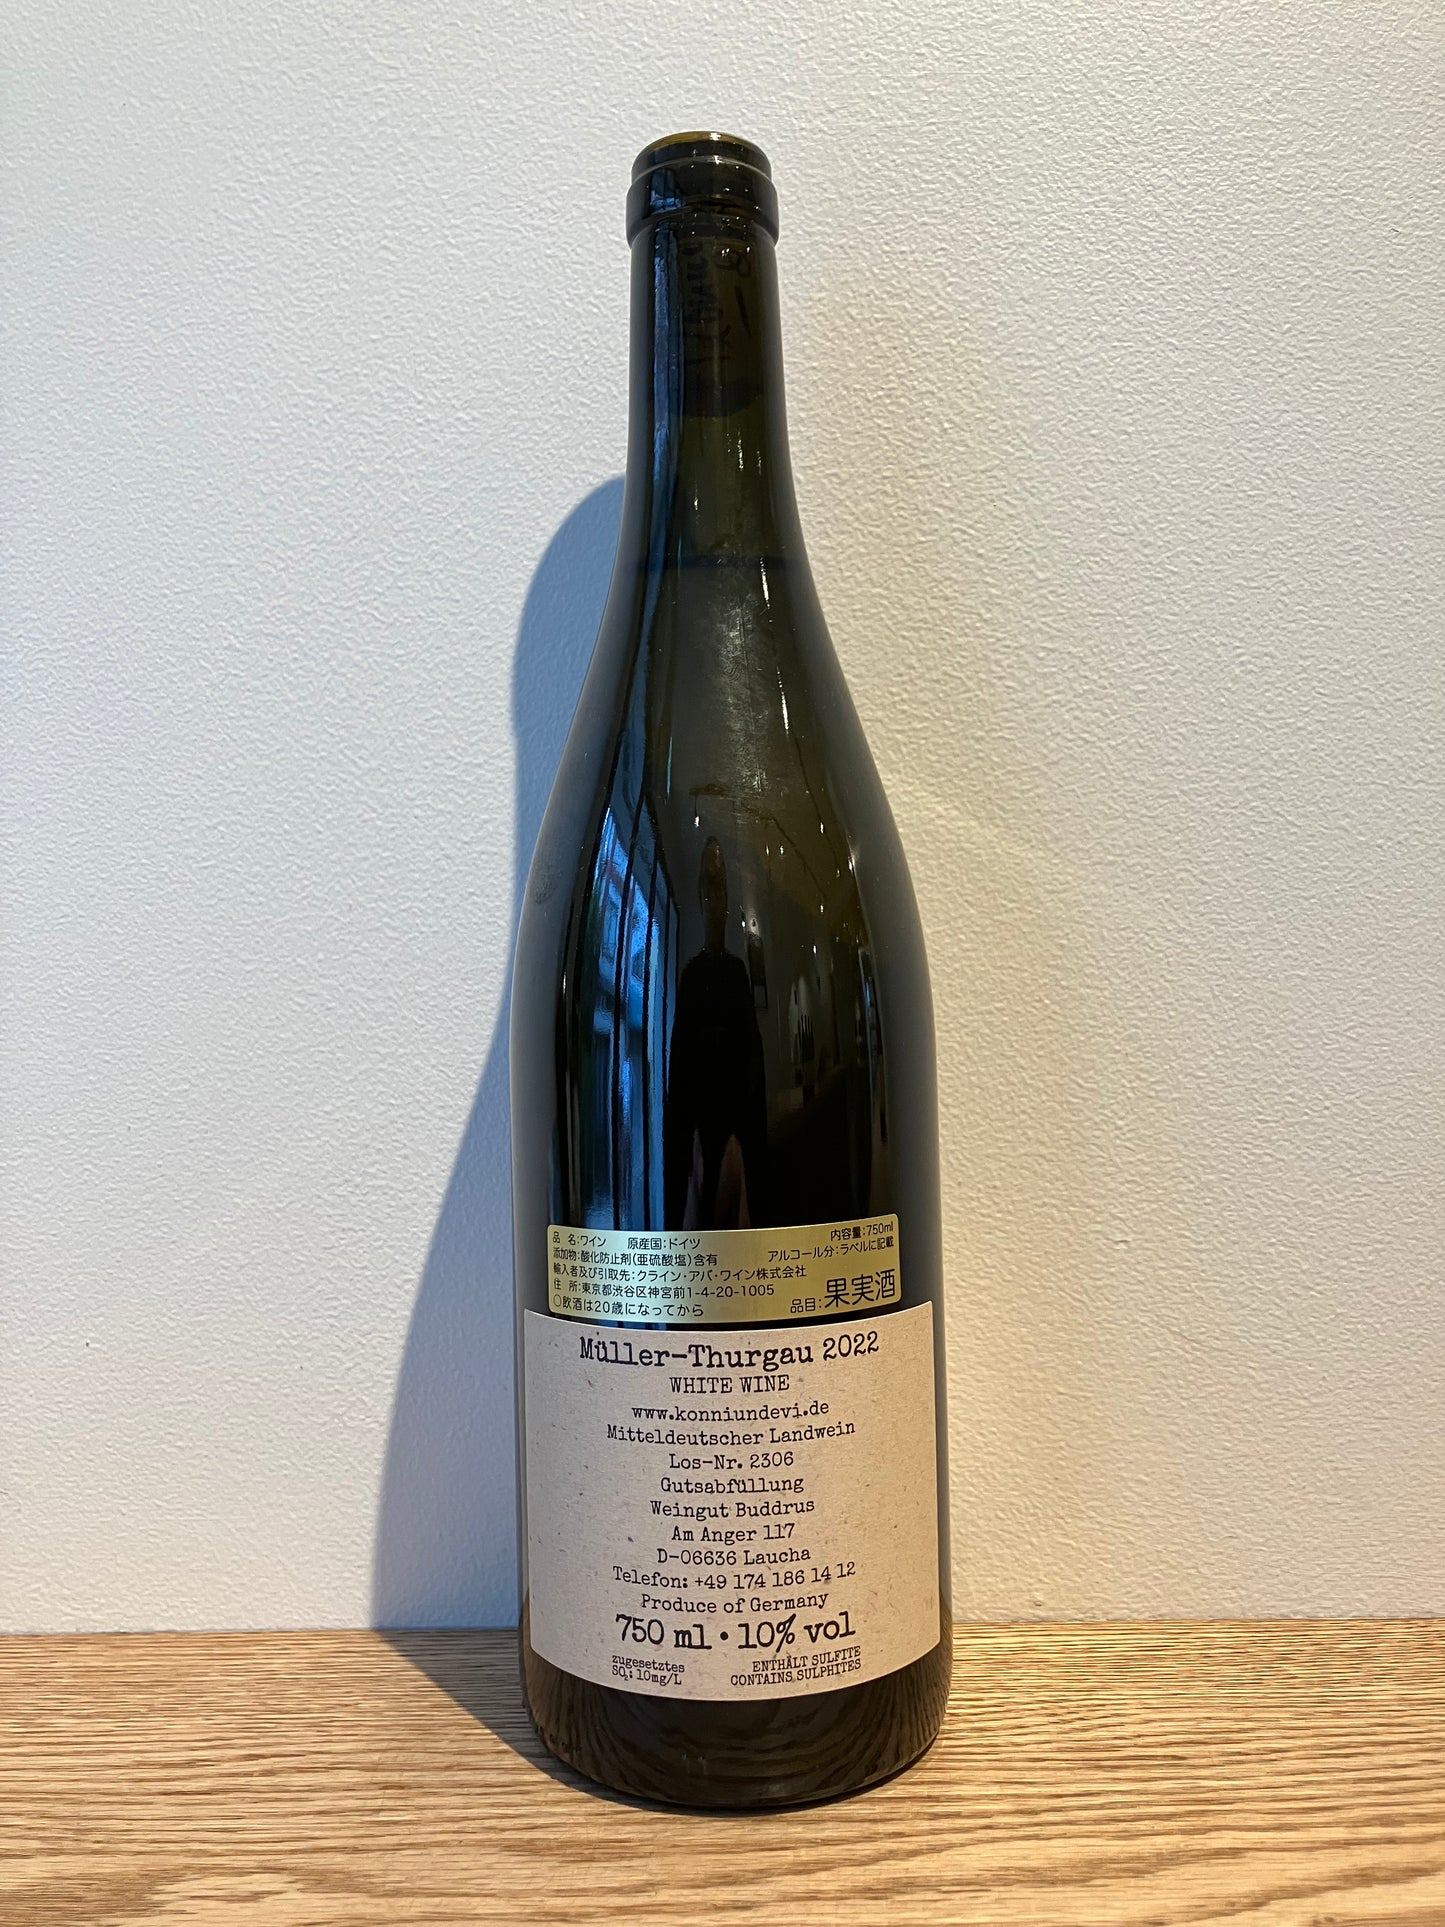 品　名:ワイン　原産国:ドイツ　内容量:750ml
添加物:酸化防止剤(亜硫酸塩)含有　アルコール分:ラベルに記載
輸入者及び引取先:クライン・アバ・ワイン株式会社
住　所:東京都渋谷区神宮前1-4-20-1005
○飲酒は20歳になってから　品目:果実酒
Müller-Thurgau 2022
WHITE WINE
www.konniundevi.de
Mitteldeutscher Landwein
Los-Nr. 2306
Gutsabfüllung
Weingut Buddrus
Am Anger 117
D-06636 Laucha
Telefon: +49 174 186 14 12
Produce of Germany
750 ml • 10% vol
zugesetztes
SO₂: 10mg/L
ENTHÄLT SULFITE
CONTAINS SULPHITES